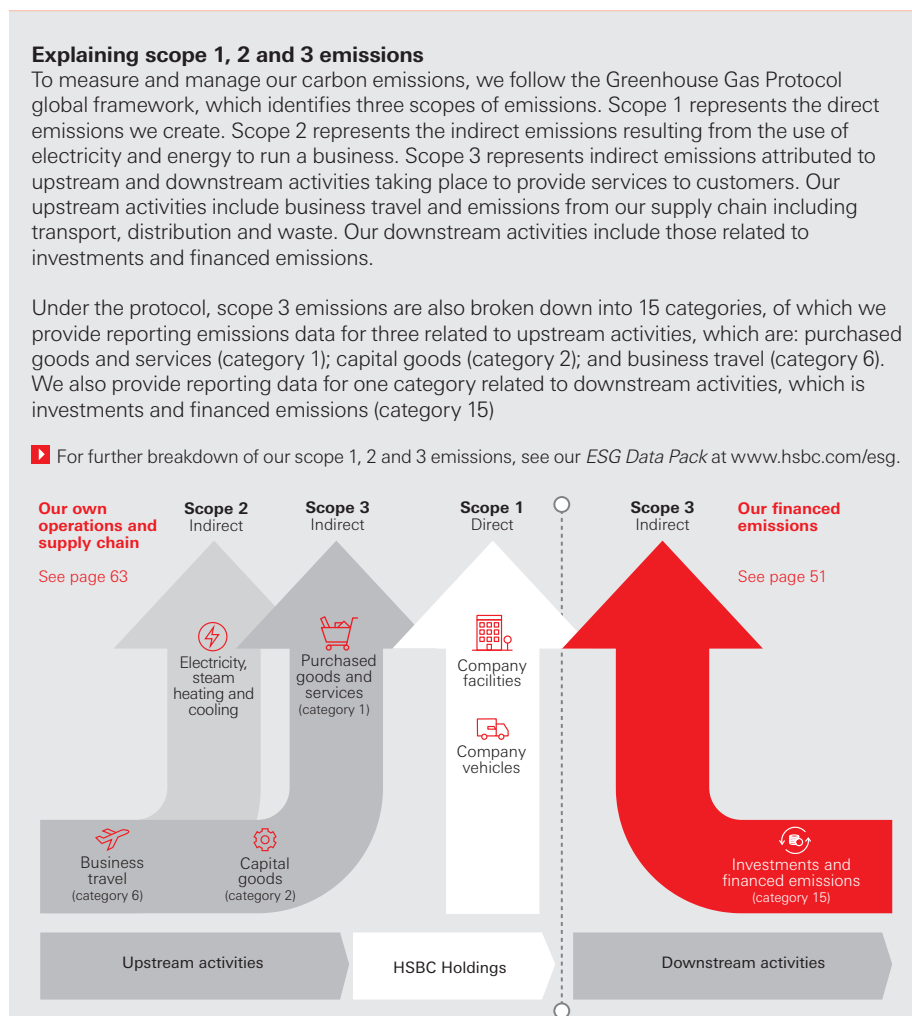 Explaining scope 1, 2 and 3 emissions
To measure and manage our carbon emissions, we follow the Greenhouse Gas Protocol
global framework, which identifies three scopes of emissions. Scope 1 represents the direct
emissions we create. Scope 2 represents the indirect emissions resulting from the use of
electricity and energy to run a business. Scope 3 represents indirect emissions attributed to
upstream and downstream activities taking place to provide services to customers. Our
upstream activities include business travel and emissions from our supply chain including
transport, distribution and waste. Our downstream activities include those related to
investments and financed emissions.
Under the protocol, scope 3 emissions are also broken down into 15 categories, of which we
provide reporting emissions data for three related to upstream activities, which are: purchased
goods and services (category 1); capital goods (category 2); and business travel (category 6).
We also provide reporting data for one category related to downstream activities, which is
investments and financed emissions (category 15)
For further breakdown of our scope 1, 2 and 3 emissions, see our ESG Data Pack at www.hsbc.com/esg.
Our own
operations and
supply chain
See page 63
Scope 2
Indirect
Scope 3
Indirect
Scope 1
Direct
Scope 3
Indirect
Our financed
emissions
See page 51
Electricity,
steam
heating and
cooling
Purchased
goods and
services
(category 1)
Company
facilities
Company
vehicles
Business
travel
(category 6)
Capital
goods
(category 2)
Investments and
financed emissions
(category 15)
Upstream activities
HSBC Holdings
Downstream activities